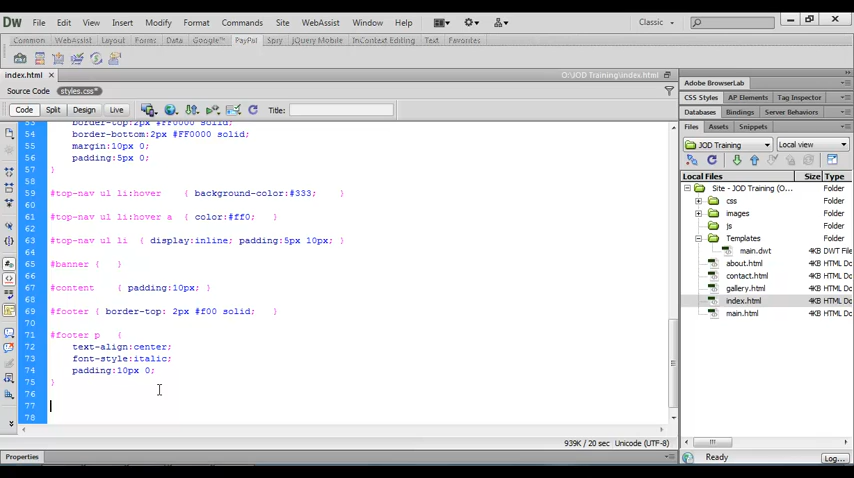 Dw File Edit View Insert Modify Format Commands Site WebAssist Window Help Classic
Common WebAssist Layout Forms Data Google™ PayPal Spry jQuery Mobile InContext Editing Text Favorites
index.html × O:\JOD Training\index.html
Source Code styles.css*
Code Split Design Live Title:
53 border-top:2px #FF0000 solid;
54 border-bottom:2px #FF0000 solid;
55 margin:10px 0;
56 padding:5px 0;
57 }
58
59 #top-nav ul li:hover { background-color:#333; }
60
61 #top-nav ul li:hover a { color:#ff0; }
62
63 #top-nav ul li { display:inline; padding:5px 10px; }
64
65 #banner { }
66
67 #content { padding:10px; }
68
69 #footer { border-top: 2px #f00 solid; }
70
71 #footer p {
72 text-align:center;
73 font-style:italic;
74 padding:10px 0;
75 }
76
77
78
939K / 20 sec Unicode (UTF-8)
Properties
Adobe BrowserLab
CSS Styles AP Elements Tag Inspector
Databases Bindings Server Behaviors
Files Assets Snippets
JOD Training Local view
Local Files Size Type
Site - JOD Training (O... Folder
css Folder
images Folder
js Folder
Templates Folder
main.dwt 4KB DWT File
about.html 4KB HTML Do
contact.html 4KB HTML Do
gallery.html 4KB HTML Do
index.html 4KB HTML Do
main.html 4KB HTML Do
Ready Log...